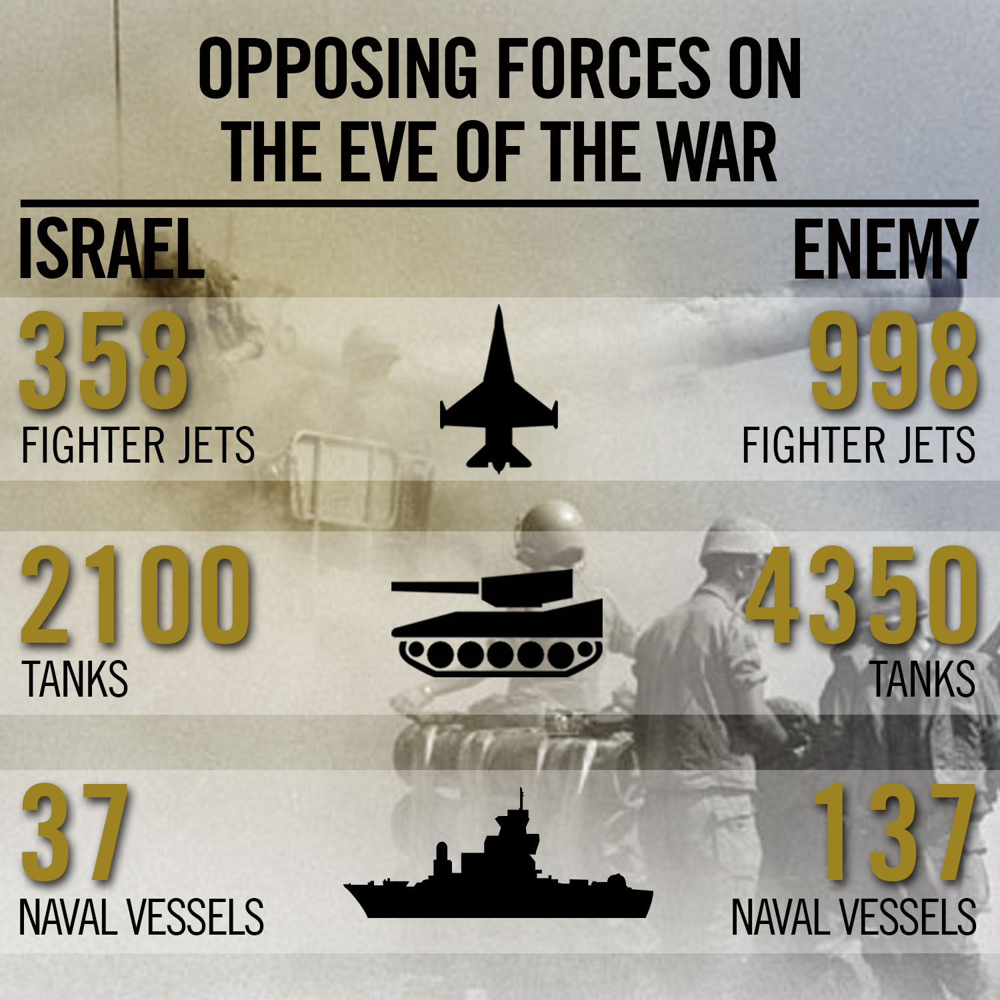 OPPOSING FORCES ON
THE EVE OF THE WAR
ISRAEL
ENEMY
358
998
FIGHTER JETS
FIGHTER JETS
2100
4350
TANKS
TANKS
37
137
NAVAL VESSELS
NAVAL VESSELS